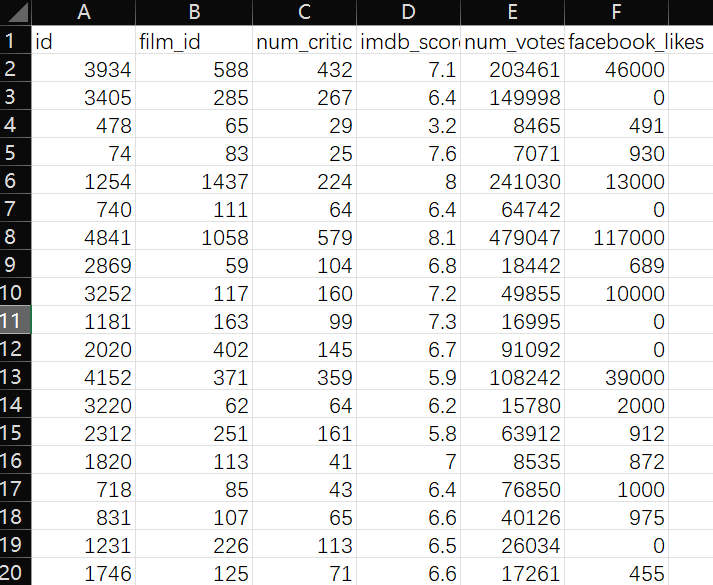 A B C D E F
1 id film_id num_critic imdb_score num_votes facebook_likes
2 3934 588 432 7.1 203461 46000
3 3405 285 267 6.4 149998 0
4 478 65 29 3.2 8465 491
5 74 83 25 7.6 7071 930
6 1254 1437 224 8 241030 13000
7 740 111 64 6.4 64742 0
8 4841 1058 579 8.1 479047 117000
9 2869 59 104 6.8 18442 689
10 3252 117 160 7.2 49855 10000
11 1181 163 99 7.3 16995 0
12 2020 402 145 6.7 91092 0
13 4152 371 359 5.9 108242 39000
14 3220 62 64 6.2 15780 2000
15 2312 251 161 5.8 63912 912
16 1820 113 41 7 8535 872
17 718 85 43 6.4 76850 1000
18 831 107 65 6.6 40126 975
19 1231 226 113 6.5 26034 0
20 1746 125 71 6.6 17261 455